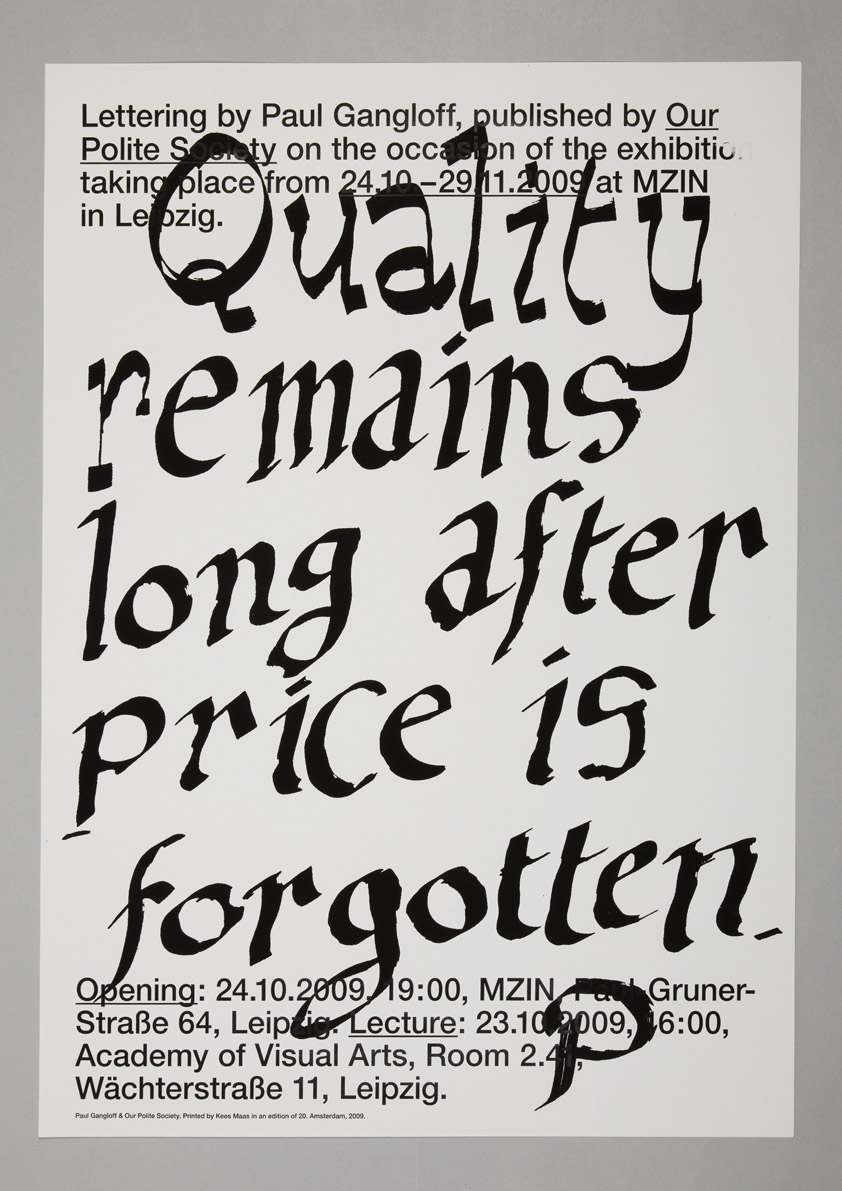 Lettering by Paul Gangloff, published by Our
Polite Society on the occasion of the exhibition
taking place from 24.10.–29.11.2009 at MZIN
in Leipzig.
Quality
remains
long after
price is
forgotten.
Opening: 24.10.2009, 19:00, MZIN, Paul-Gruner-
Straße 64, Leipzig. Lecture: 23.10.2009, 16:00,
Academy of Visual Arts, Room 2.41,
Wächterstraße 11, Leipzig.
P
Paul Gangloff & Our Polite Society. Printed by Kees Maas in an edition of 20. Amsterdam, 2009.